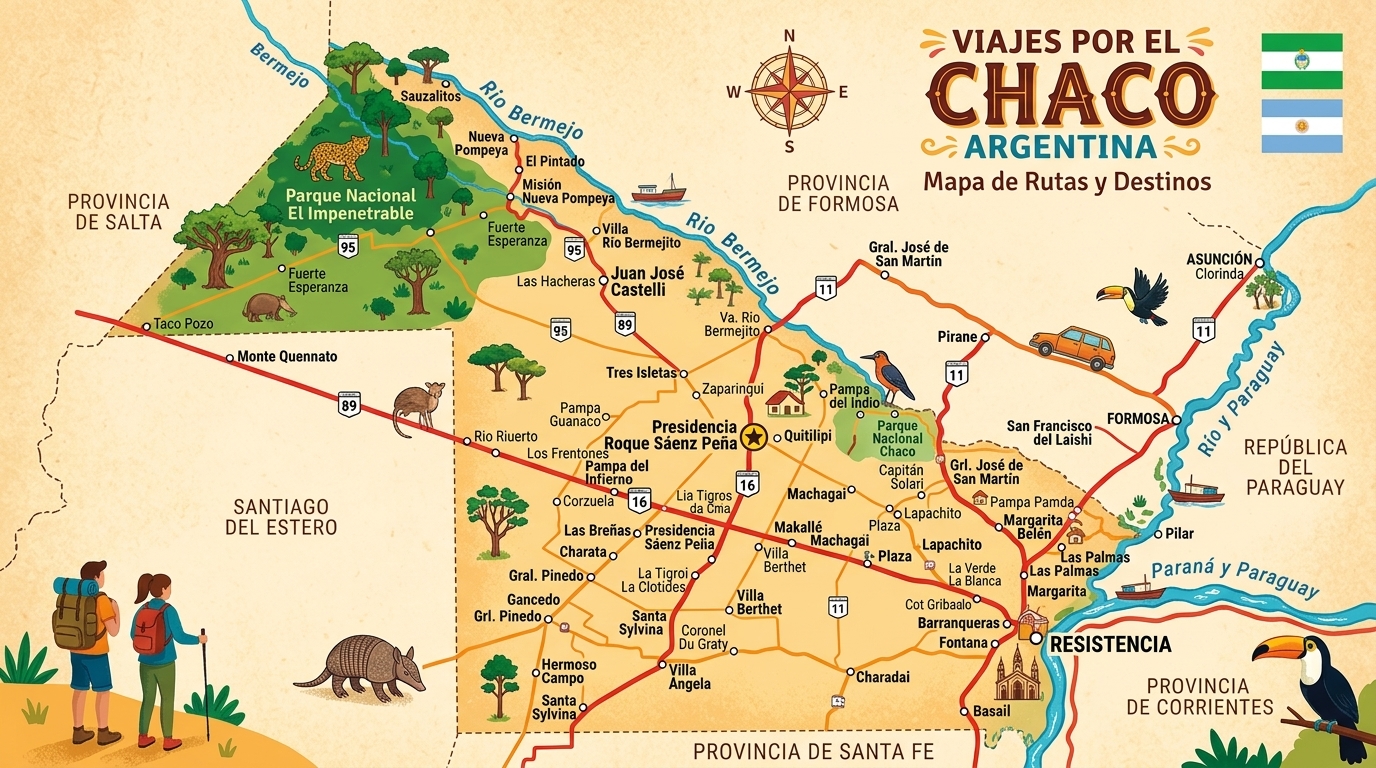 VIAJES POR EL
CHACO
ARGENTINA
Mapa de Rutas y Destinos
N
W
E
S
Bermejo
Río Bermejo
Río Bermejo
Sauzalitos
Nueva
Pompeya
El Pintado
Misión
Nueva Pompeya
Parque Nacional
El Impenetrable
PROVINCIA
DE SALTA
PROVINCIA
DE FORMOSA
Fuerte
Esperanza
95
95
Villa
Río Bermejito
Fuerte
Esperanza
Las Hacheras
Juan José
Castelli
Gral. José de
San Martín
11
ASUNCIÓN
Clorinda
Taco Pozo
95
89
Va. Rio
Bermejito
11
Pirane
11
Monte Quennato
Tres Isletas
Zaparinqui
89
Pampa
Guanaco
Pampa
del Indio
Parque
Naclonal
Chaco
FORMOSA
San Francisco
del Laishi
Río y Paraguay
REPÚBLICA
DEL
PARAGUAY
Presidencia
Roque Sáenz Peña
Quitilipi
Rio Riuerto
Los Frentones
Pampa del
Infierno
Capitán
Solari
Grl. José de
San Martín
16
16
Corzuela
Lia Tigros
da Cma
Machagai
Plaza
Lapachito
Pampa Pamda
Margarita
Belén
SANTIAGO
DEL ESTERO
Las Breñas
Presidencia
Sáenz Peña
Makallé
Machagai
Lapachito
Pilar
Charata
Villa
Berthet
Plaza
Las Palmas
Las Palmas
Gral. Pinedo
La Tigroi
La Clotides
La Verde
La Blanca
Margarita
Paraná y Paraguay
Gancedo
Grl. Pinedo
Santa
Sylvina
Villa
Berthet
11
Cot Gribaalo
Barranqueras
Fontana
RESISTENCIA
Coronel
Du Graty
Hermoso
Campo
Villa
Ángela
Charadai
Santa
Sylvina
Basail
PROVINCIA
DE CORRIENTES
PROVINCIA DE SANTA FE